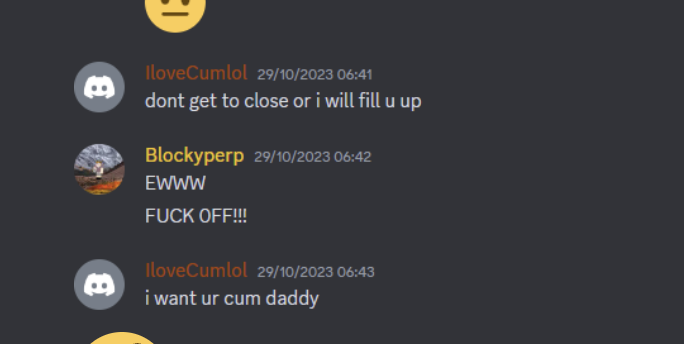 IloveCumlol 29/10/2023 06:41
dont get to close or i will fill u up
Blockyperp 29/10/2023 06:42
EWWW
FUCK OFF!!!
IloveCumlol 29/10/2023 06:43
i want ur cum daddy